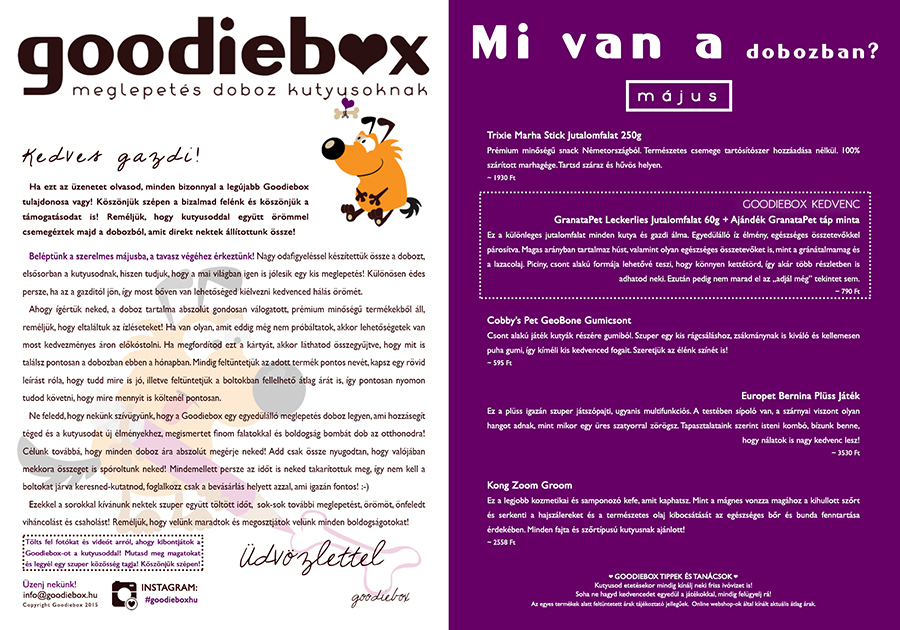 goodiebox
meglepetés doboz kutyusoknak
Kedves gazdi!
Ha ezt az üzenetet olvasod, minden bizonnyal a legújabb Goodiebox
tulajdonosa vagy! Köszönjük szépen a bizalmad felénk és köszönjük a
támogatásodat is! Reméljük, hogy kutyusoddal együtt örömmel
csemegéztek majd a dobozból, amit direkt nektek állítottunk össze!
Beléptünk a szerelmes májusba, a tavasz végéhez érkeztünk! Nagy odafigyeléssel készítettük össze a dobozt,
elsősorban a kutyusodnak, hiszen tudjuk, hogy a mai világban igen is jólesik egy kis meglepetés! Különösen édes
persze, ha az a gazditól jön, így most bőven van lehetőséged kiélvezni kedvenced hálás örömét.
Ahogy ígértük neked, a doboz tartalma abszolút gondosan válogatott, prémium minőségű termékekből áll,
reméljük, hogy eltaláltuk az ízléseteket! Ha van olyan, amit eddig még nem próbáltatok, akkor lehetőségetek van
most kedvezményes áron előkóstolni. Ha megfordítod ezt a kártyát, akkor láthatod összegyűjtve, hogy mit is
találsz pontosan a dobozban ebben a hónapban. Mindig feltüntetjük az adott termék pontos nevét, kapsz egy rövid
leírást róla, hogy tudd mire is jó, illetve feltüntetjük a boltokban fellelhető átlag árát is, így pontosan nyomon
tudod követni, hogy mire mennyit is költenél pontosan.
Ne feledd, hogy nekünk szívügyünk, hogy a Goodiebox egy egyedülálló meglepetés doboz legyen, ami hozzásegít
téged és a kutyusodat új élményekhez, megismertet finom falatokkal és boldogság bombát dob az otthonodra!
Célunk továbbá, hogy minden doboz ára abszolút megérje neked! Add csak össze nyugodtan, hogy valójában
mekkora összeget is spóroltunk neked! Mindemellett persze az időt is neked takarítottuk meg, így nem kell a
boltokat járva keresned-kutatnod, foglalkozz csak a bevásárlás helyett azzal, ami igazán fontos! :-)
Ezekkel a sorokkal kívánunk nektek szuper együtt töltött időt, sok-sok további meglepetést, örömöt, önfeledt
viháncolást és csaholást! Reméljük, hogy velünk maradtok és megosztjátok velünk minden boldogságotokat!
Tölts fel fotókat és videót arról, ahogy kibontjátok a
Goodiebox-ot a kutyusoddal! Mutasd meg magatokat
és legyél egy szuper közösség tagja! Köszönjük szépen!
Üdvözlettel
goodiebox
Üzenj nekünk!
info@goodiebox.hu
Copyright Goodiebox 2015
INSTAGRAM:
#goodieboxhu
Mi van a dobozban?
május
Trixie Marha Stick Jutalomfalat 250g
Prémium minőségű snack Németországból. Természetes csemege tartósítószer hozzáadása nélkül. 100%
szárított marhagége. Tartsd száraz és hűvös helyen.
~ 1930 Ft
GOODIEBOX KEDVENC
GranataPet Leckerlies Jutalomfalat 60g + Ajándék GranataPet táp minta
Ez a különleges jutalomfalat minden kutya és gazdi álma. Egyedülálló íz élmény, egészséges összetevőkkel
párosítva. Magas arányban tartalmaz húst, valamint olyan egészséges összetevőket is, mint a gránátalmamag és
a lazacolaj. Piciny, csont alakú formája lehetővé teszi, hogy könnyen kettétörd, így akár több részletben is
adhatod neki. Ezután pedig nem marad el az „adjál még” tekintet sem.
~ 790 Ft
Cobby's Pet GeoBone Gumicsont
Csont alakú játék kutyák részére gumiból. Szuper egy kis rágcsáláshoz, zsákmánynak is kiváló és kellemesen
puha gumi, így kíméli kis kedvenced fogait. Szeretjük az élénk színét is!
~ 595 Ft
Europet Bernina Plüss Játék
Ez a plüss igazán szuper játszópajti, ugyanis multifunkciós. A testében sípoló van, a szárnyai viszont olyan
hangot adnak, mint mikor egy üres szatyorral zörögsz. Tapasztalataink szerint isteni kombó, bízunk benne,
hogy nálatok is nagy kedvenc lesz!
~ 3530 Ft
Kong Zoom Groom
Ez a legjobb kozmetikai és samponozó kefe, amit kaphatsz. Mint a mágnes vonzza magához a kihullott szőrt
és serkenti a hajszálereket és a természetes olaj kibocsátását az egészséges bőr és bunda fenntartása
érdekében. Minden fajta és szőrtípusú kutyusnak ajánlott!
~ 2558 Ft
♥ GOODIEBOX TIPPEK ÉS TANÁCSOK ♥
Kutyusod etetésekor mindig kínálj neki friss ivóvizet is!
Soha ne hagyd kedvencedet egyedül a játékokkal, mindig felügyelj rá!
Az egyes termékek alatt feltüntetett árak tájékoztató jellegűek. Online webshop-ok által kínált aktuális átlag árak.